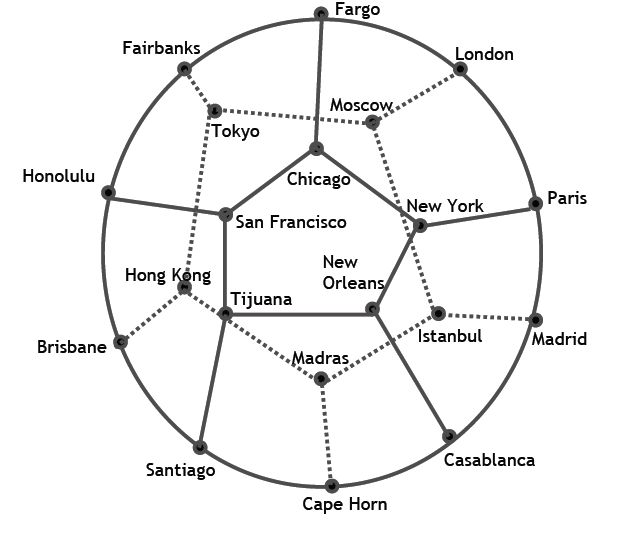 Fargo
Fairbanks
London
Moscow
Tokyo
Chicago
Honolulu
Paris
New York
San Francisco
New
Orleans
Hong Kong
Tijuana
Istanbul
Madrid
Brisbane
Madras
Casablanca
Santiago
Cape Horn